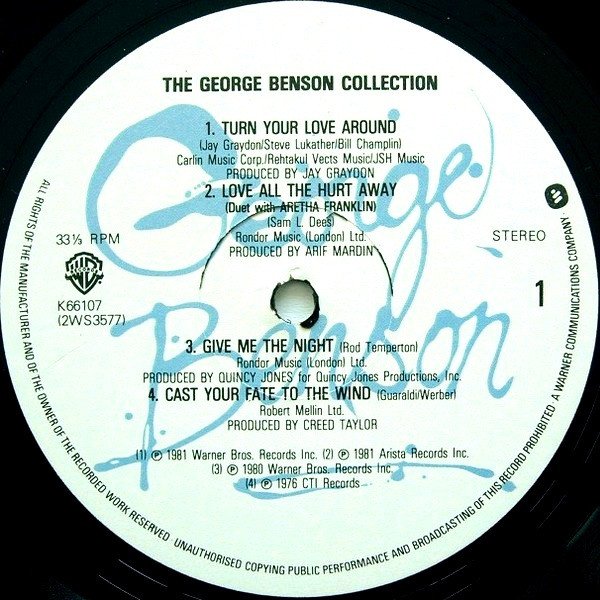 THE GEORGE BENSON COLLECTION
1. TURN YOUR LOVE AROUND
(Jay Graydon/Steve Lukather/Bill Champlin)
Carlin Music Corp./Rehtakul Vects Music/JSH Music
PRODUCED BY JAY GRAYDON
2. LOVE ALL THE HURT AWAY
(Duet with ARETHA FRANKLIN)
(Sam L. Dees)
Rondor Music (London) Ltd.
PRODUCED BY ARIF MARDIN
33⅓ RPM
STEREO
K66107
(2WS3577)
1
George
Benson
3. GIVE ME THE NIGHT (Rod Temperton)
Rondor Music (London) Ltd.
PRODUCED BY QUINCY JONES for Quincy Jones Productions, Inc.
4. CAST YOUR FATE TO THE WIND (Guaraldi/Werber)
Robert Mellin Ltd.
PRODUCED BY CREED TAYLOR
(1) ℗ 1981 Warner Bros. Records Inc. (2) ℗ 1981 Arista Records Inc.
(3) ℗ 1980 Warner Bros. Records Inc.
(4) ℗ 1976 CTI Records
ALL RIGHTS OF THE MANUFACTURER AND OF THE OWNER OF THE RECORDED WORK RESERVED. UNAUTHORISED COPYING PUBLIC PERFORMANCE AND BROADCASTING OF THIS RECORD PROHIBITED · A WARNER COMMUNICATIONS COMPANY ·